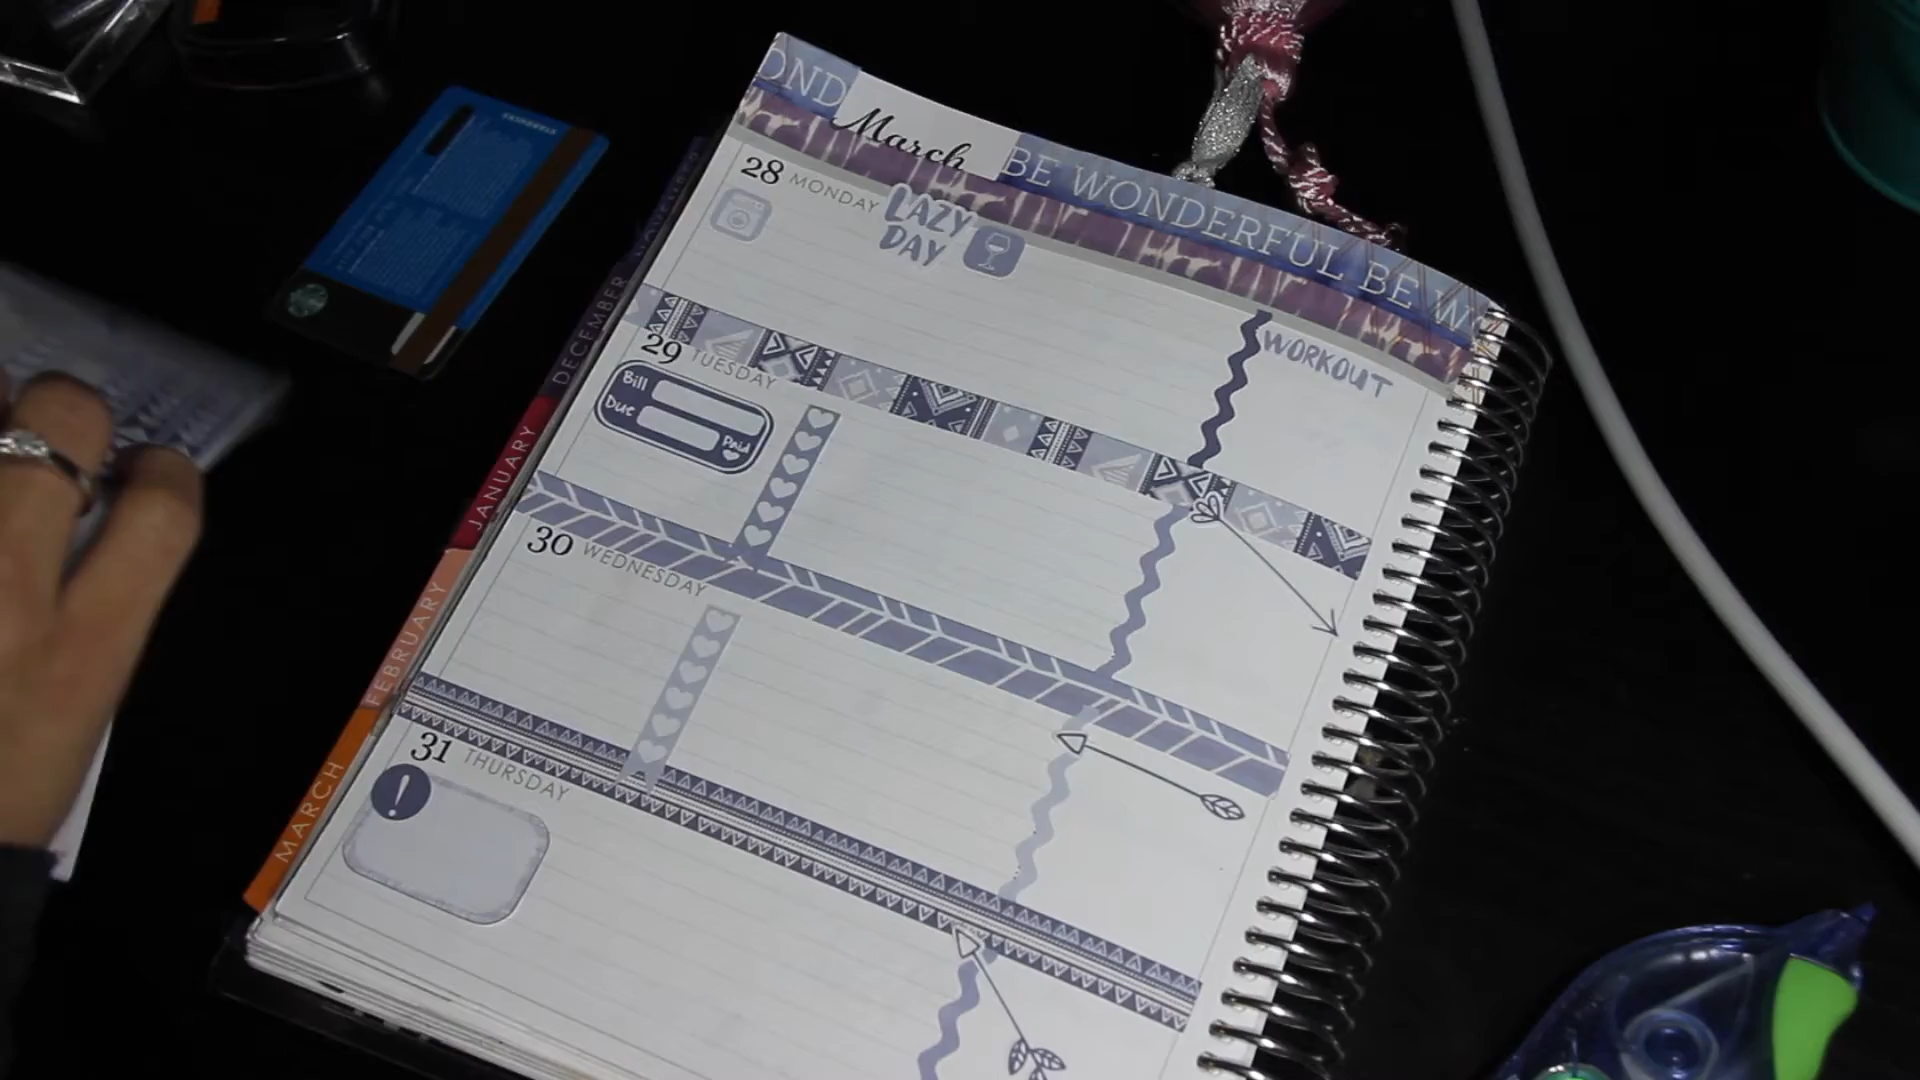 OND
March
BE WONDERFUL BE W
28 MONDAY
LAZY
DAY
WORKOUT
29 TUESDAY
Bill
Due
Paid
30 WEDNESDAY
31 THURSDAY
!
DECEMBER
JANUARY
FEBRUARY
MARCH
STARBUCKS